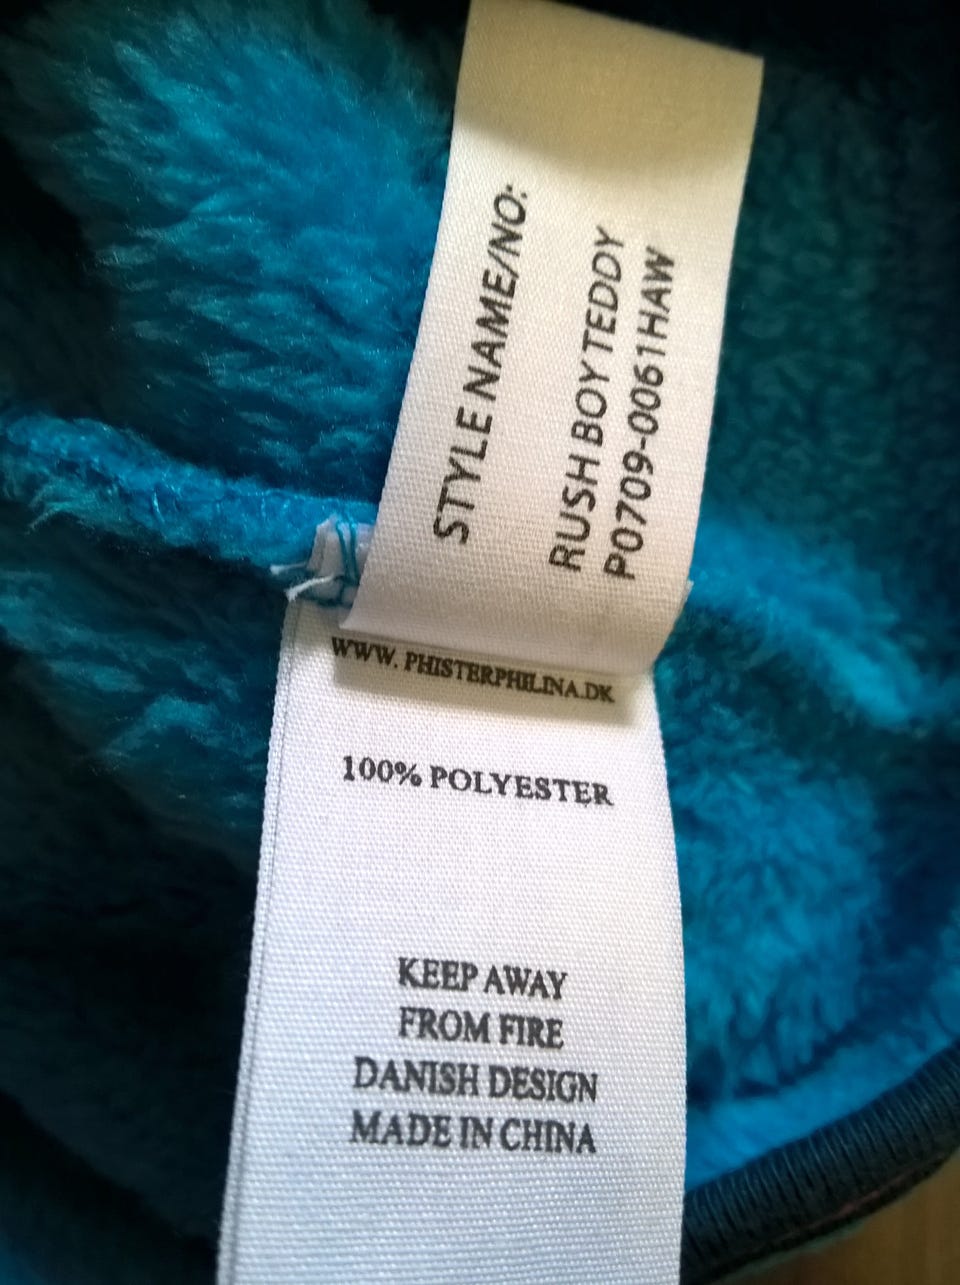 STYLE NAME/NO:
RUSH BOY TEDDY
P0709-0061HAW
WWW. PHISTERPHILINA.DK
100% POLYESTER
KEEP AWAY
FROM FIRE
DANISH DESIGN
MADE IN CHINA